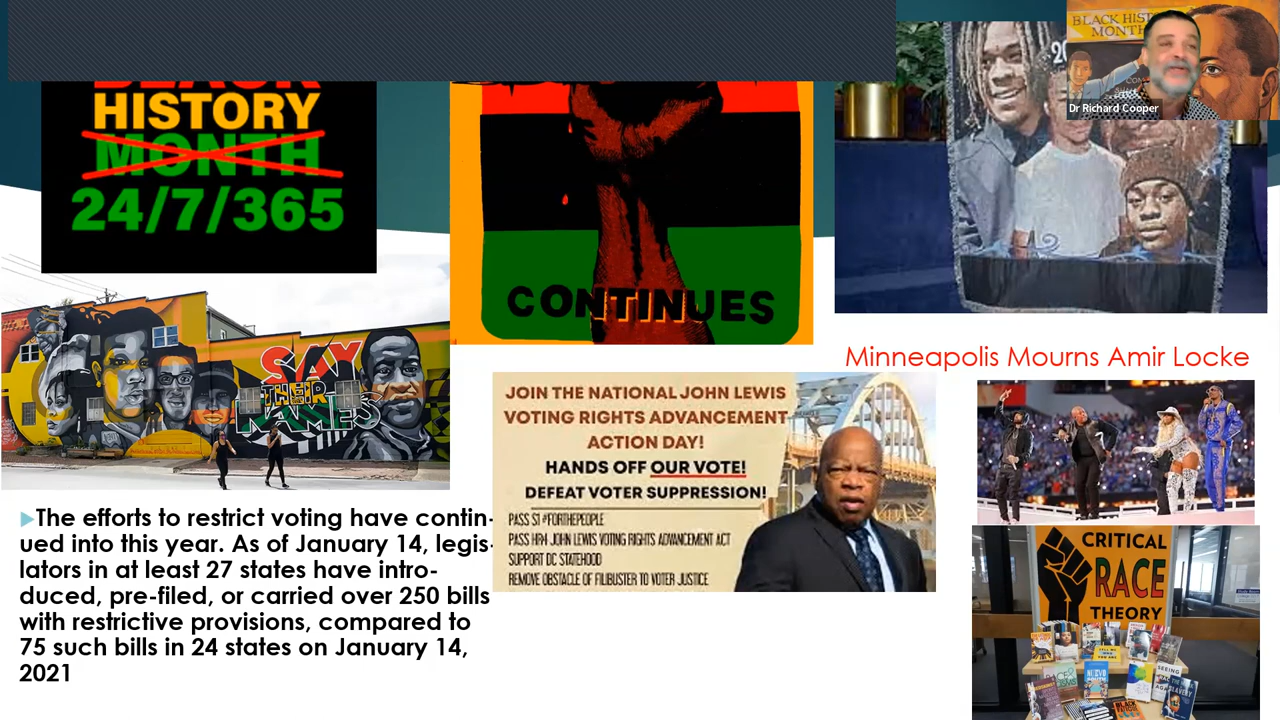 BLACK
HISTORY
MONTH
24/7/365
CONTINUES
20
BLACK HIS
MONTH
Dr Richard Cooper
Minneapolis Mourns Amir Locke
SAY
THEIR
NAMES
JOIN THE NATIONAL JOHN LEWIS
VOTING RIGHTS ADVANCEMENT
ACTION DAY!
HANDS OFF OUR VOTE!
DEFEAT VOTER SUPPRESSION!
PASS S1 #FORTHEPEOPLE
PASS HR4 JOHN LEWIS VOTING RIGHTS ADVANCEMENT ACT
SUPPORT DC STATEHOOD
REMOVE OBSTACLE OF FILIBUSTER TO VOTER JUSTICE
The efforts to restrict voting have contin-
ued into this year. As of January 14, legis-
lators in at least 27 states have intro-
duced, pre-filed, or carried over 250 bills
with restrictive provisions, compared to
75 such bills in 24 states on January 14,
2021
CRITICAL
RACE
THEORY